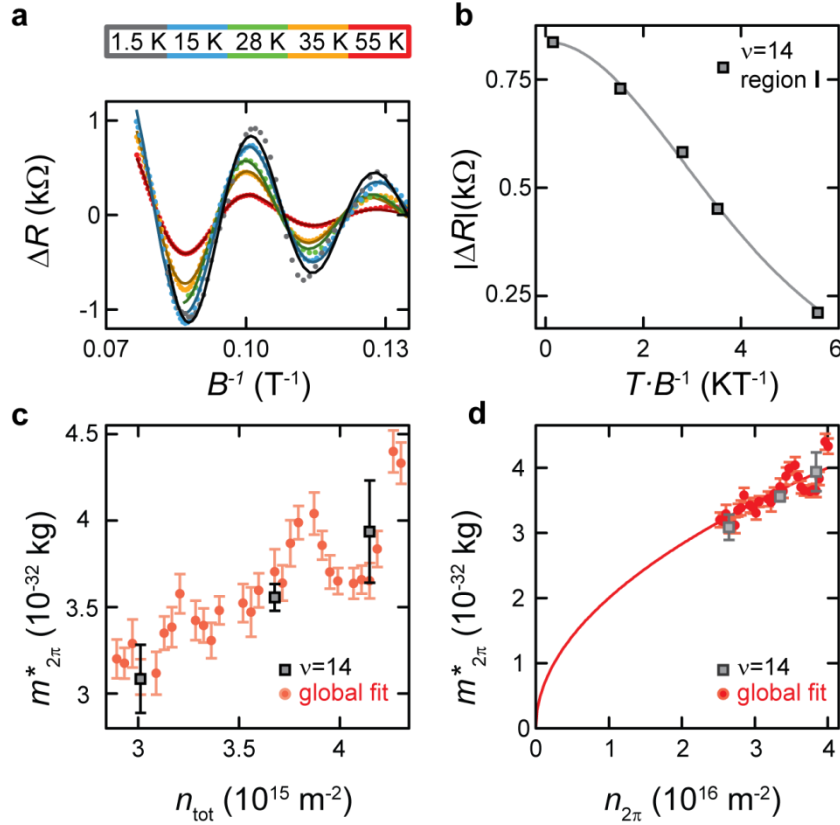 a
1.5 K 15 K 28 K 35 K 55 K
1
0
-1
ΔR (kΩ)
0.07 0.10 0.13
B⁻¹ (T⁻¹)
b
0.75
0.5
0.25
|ΔR|(kΩ)
ν=14
region I
0 2 4 6
T·B⁻¹ (KT⁻¹)
c
4.5
4
3.5
3
m*₂π (10⁻³² kg)
ν=14
global fit
3 3.5 4
n_tot (10¹⁵ m⁻²)
d
4
3
2
1
0
m*₂π (10⁻³² kg)
ν=14
global fit
0 1 2 3 4
n₂π (10¹⁶ m⁻²)